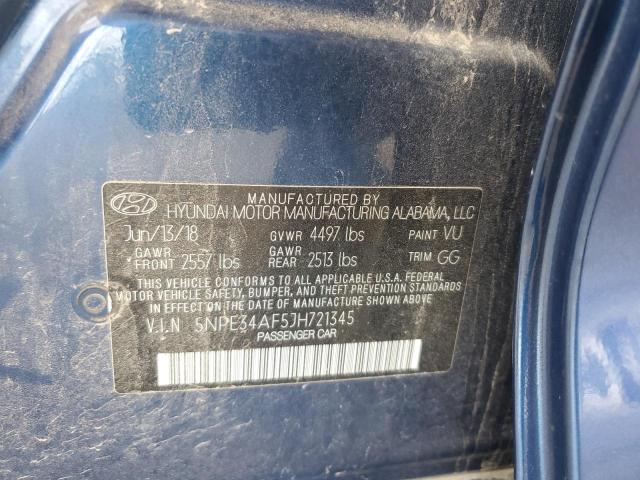 MANUFACTURED BY
HYUNDAI MOTOR MANUFACTURING ALABAMA, LLC
Jun/13/18 GVWR 4497 lbs PAINT VU
GAWR FRONT 2557 lbs GAWR REAR 2513 lbs TRIM GG
THIS VEHICLE CONFORMS TO ALL APPLICABLE U.S.A. FEDERAL
MOTOR VEHICLE SAFETY, BUMPER, AND THEFT PREVENTION STANDARDS
IN EFFECT ON THE DATE OF MANUFACTURE SHOWN ABOVE.
V.I.N 5NPE34AF5JH721345
PASSENGER CAR